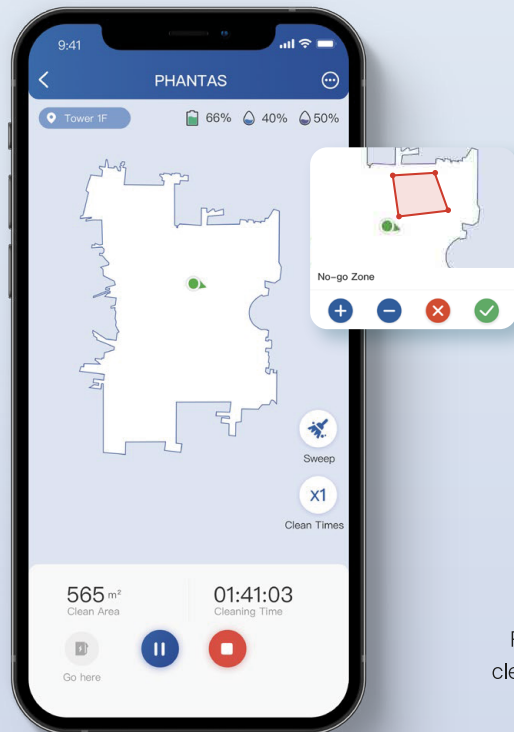 9:41
PHANTAS
Tower 1F
66% 40% 50%
No-go Zone
Sweep
x1
Clean Times
565 m² 01:41:03
Clean Area Cleaning Time
Go here